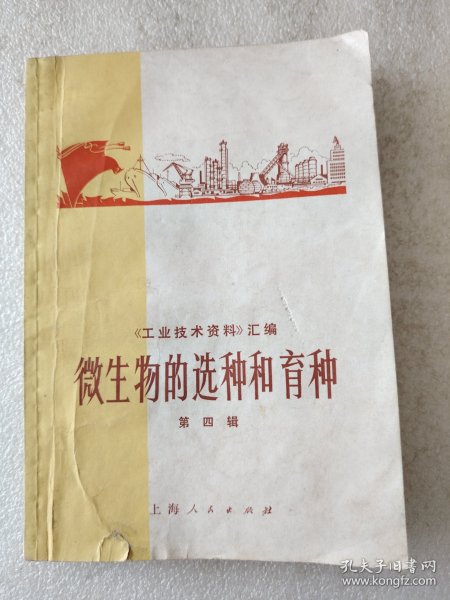 《工业技术资料》汇编
微生物的选种和育种
第四辑
上海人民出版社
孔夫子旧书网
www.kongfz.com